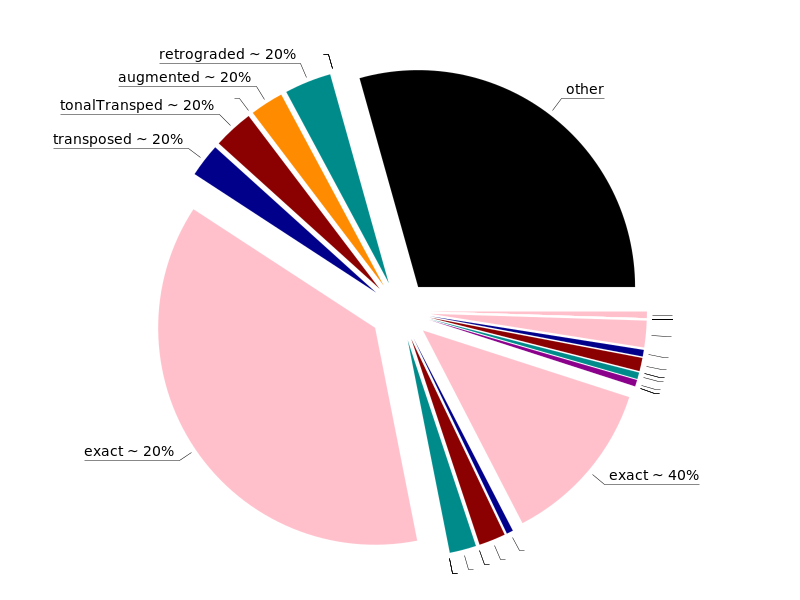 retrograded ~ 20%
augmented ~ 20%
tonalTransped ~ 20%
transposed ~ 20%
other
exact ~ 20%
exact ~ 40%